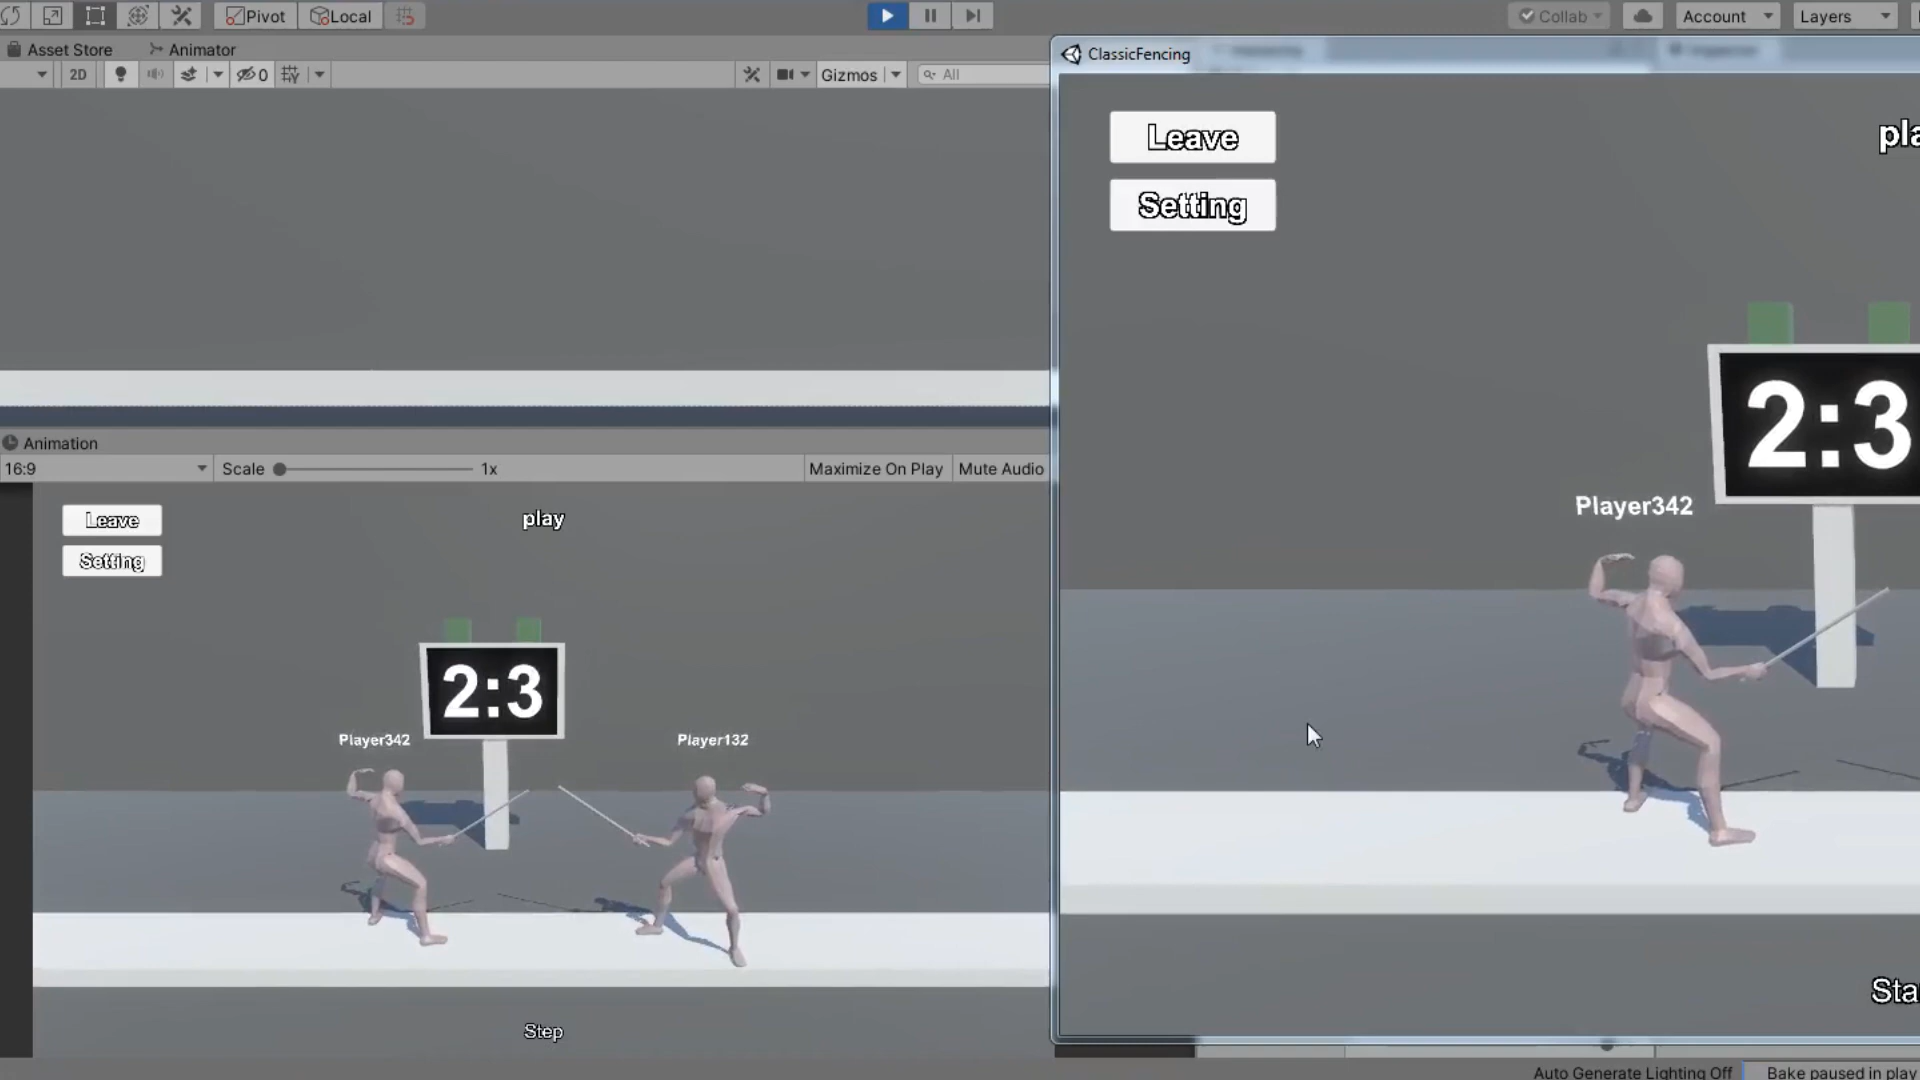 Pivot
Local
Collab
Account
Layers
Asset Store
Animator
2D
0
Gizmos
All
ClassicFencing
Leave
Setting
pla
2:3
Player342
Sta
Animation
16:9
Scale
1x
Maximize On Play
Mute Audio
Leave
play
Setting
2:3
Player342
Player132
Step
Auto Generate Lighting Off
Bake paused in play